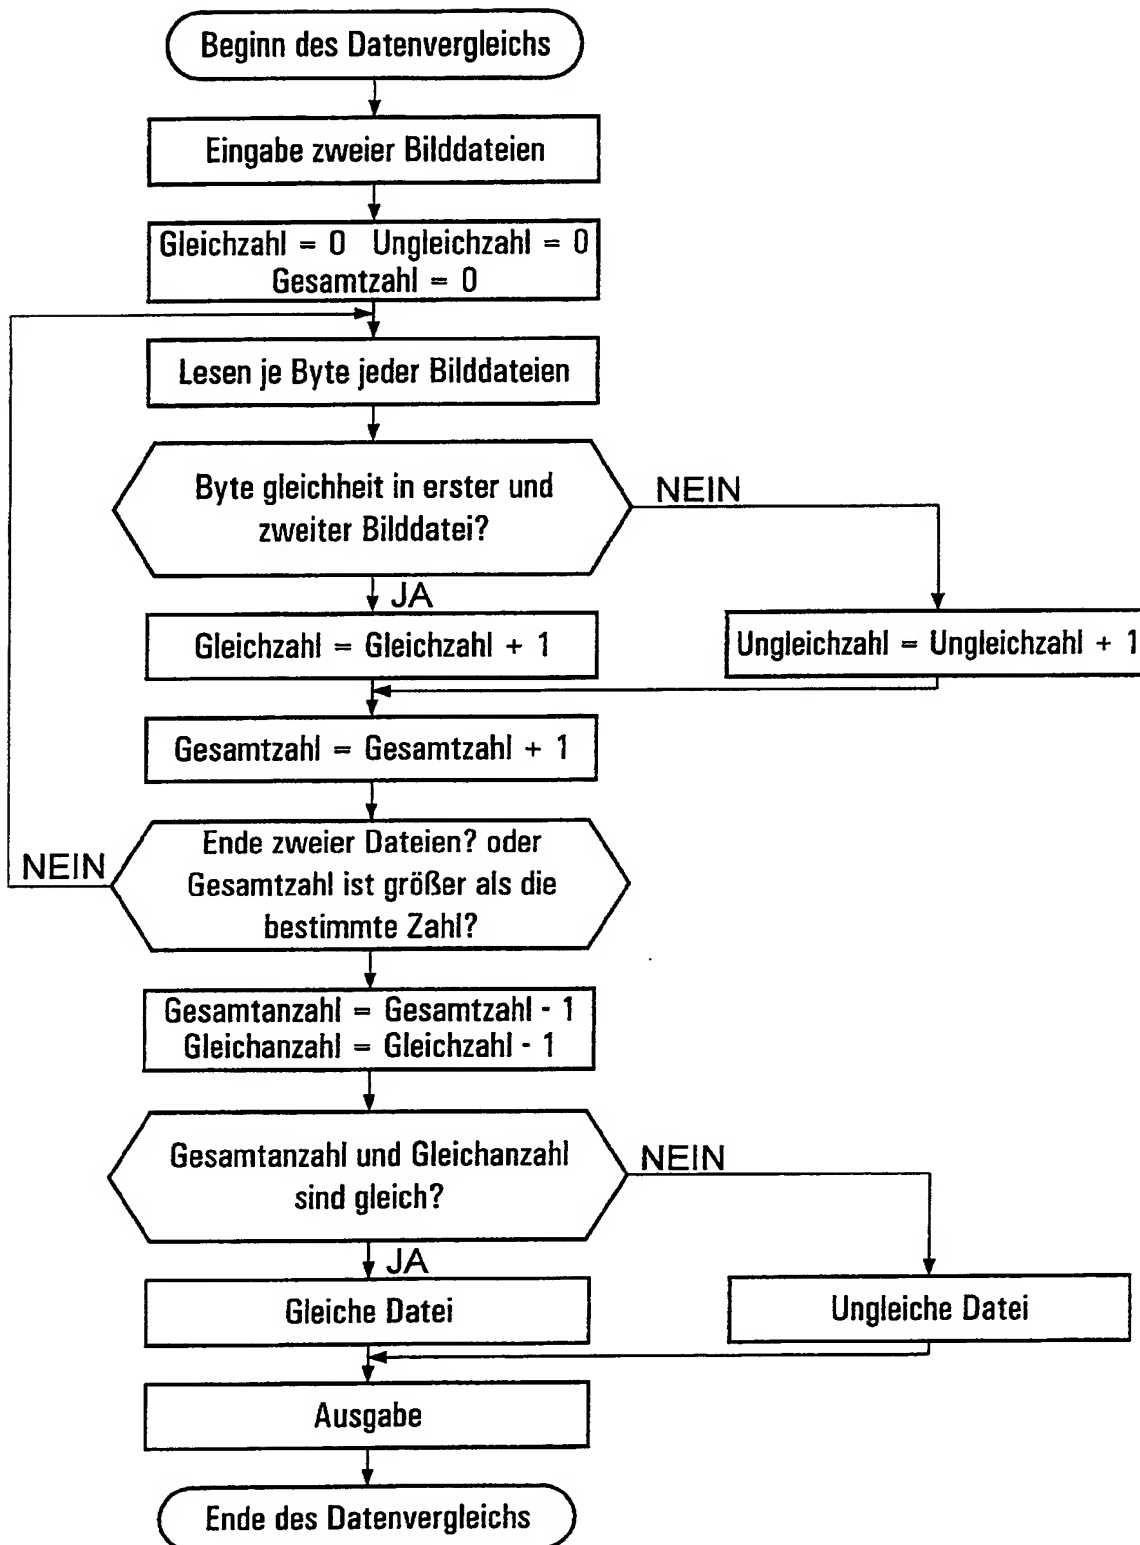 Beginn des Datenvergleichs
Eingabe zweier Bilddateien
Gleichzahl = 0 Ungleichzahl = 0
Gesamtzahl = 0
Lesen je Byte jeder Bilddateien
Byte gleichheit in erster und
zweiter Bilddatei?
NEIN
JA
Gleichzahl = Gleichzahl + 1
Ungleichzahl = Ungleichzahl + 1
Gesamtzahl = Gesamtzahl + 1
Ende zweier Dateien? oder
Gesamtzahl ist größer als die
bestimmte Zahl?
NEIN
Gesamtanzahl = Gesamtzahl - 1
Gleichanzahl = Gleichzahl - 1
Gesamtanzahl und Gleichanzahl
sind gleich?
NEIN
JA
Gleiche Datei
Ungleiche Datei
Ausgabe
Ende des Datenvergleichs